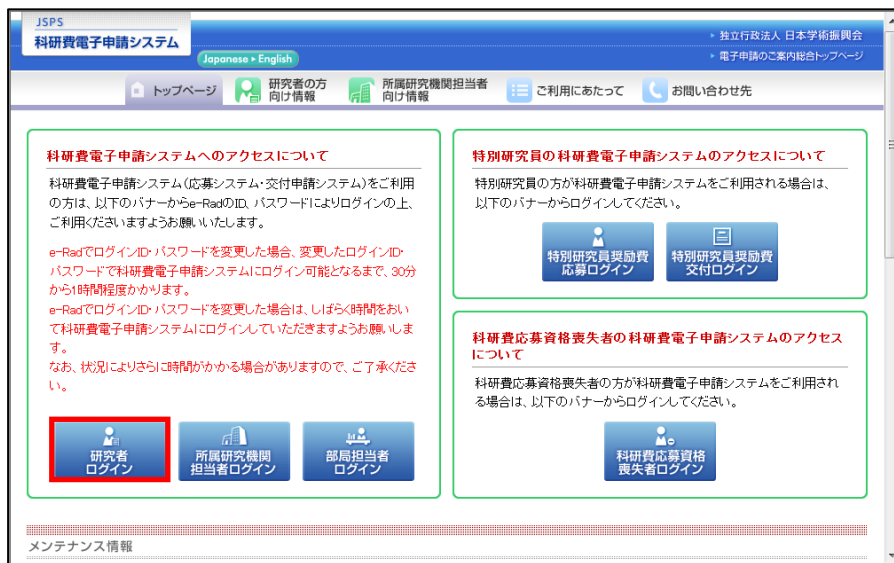 JSPS
科研費電子申請システム
Japanese ▸ English
独立行政法人 日本学術振興会
電子申請のご案内総合トップページ
トップページ
研究者の方
向け情報
所属研究機関担当者
向け情報
ご利用にあたって
お問い合わせ先
科研費電子申請システムへのアクセスについて
科研費電子申請システム(応募システム・交付申請システム)をご利用
の方は、以下のバナーからe-RadのID、パスワードによりログインの上、
ご利用くださいますようお願いいたします。
e-RadでログインID・パスワードを変更した場合、変更したログインID・
パスワードで科研費電子申請システムにログイン可能となるまで、30分
から1時間程度かかります。
e-RadでログインID・パスワードを変更した場合は、しばらく時間をおい
て科研費電子申請システムにログインしていただきますようお願いしま
す。
なお、状況によりさらに時間がかかる場合がありますので、ご了承くださ
い。
研究者
ログイン
所属研究機関
担当者ログイン
部局担当者
ログイン
特別研究員の科研費電子申請システムのアクセスについて
特別研究員の方が科研費電子申請システムをご利用される場合は、
以下のバナーからログインしてください。
特別研究員奨励費
応募ログイン
特別研究員奨励費
交付ログイン
科研費応募資格喪失者の科研費電子申請システムのアクセス
について
科研費応募資格喪失者の方が科研費電子申請システムをご利用され
る場合は、以下のバナーからログインしてください。
科研費応募資格
喪失者ログイン
メンテナンス情報